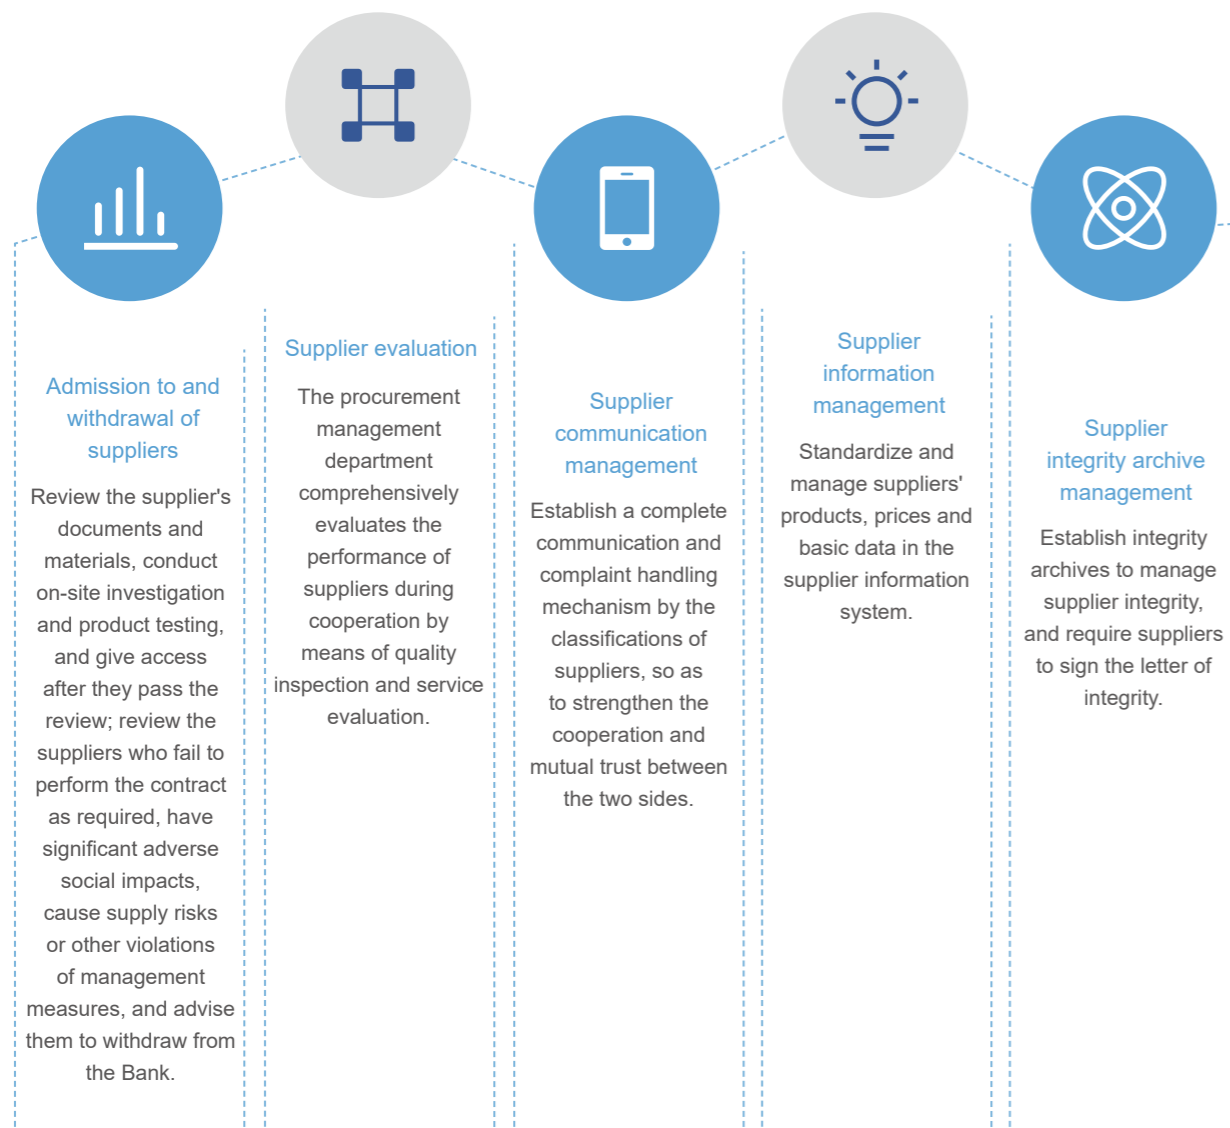 Admission to and
withdrawal of
suppliers
Review the supplier's
documents and
materials, conduct
on-site investigation
and product testing,
and give access
after they pass the
review; review the
suppliers who fail to
perform the contract
as required, have
significant adverse
social impacts,
cause supply risks
or other violations
of management
measures, and advise
them to withdraw from
the Bank.
Supplier evaluation
The procurement
management
department
comprehensively
evaluates the
performance of
suppliers during
cooperation by
means of quality
inspection and service
evaluation.
Supplier
communication
management
Establish a complete
communication and
complaint handling
mechanism by the
classifications of
suppliers, so as
to strengthen the
cooperation and
mutual trust between
the two sides.
Supplier
information
management
Standardize and
manage suppliers'
products, prices and
basic data in the
supplier information
system.
Supplier
integrity archive
management
Establish integrity
archives to manage
supplier integrity,
and require suppliers
to sign the letter of
integrity.